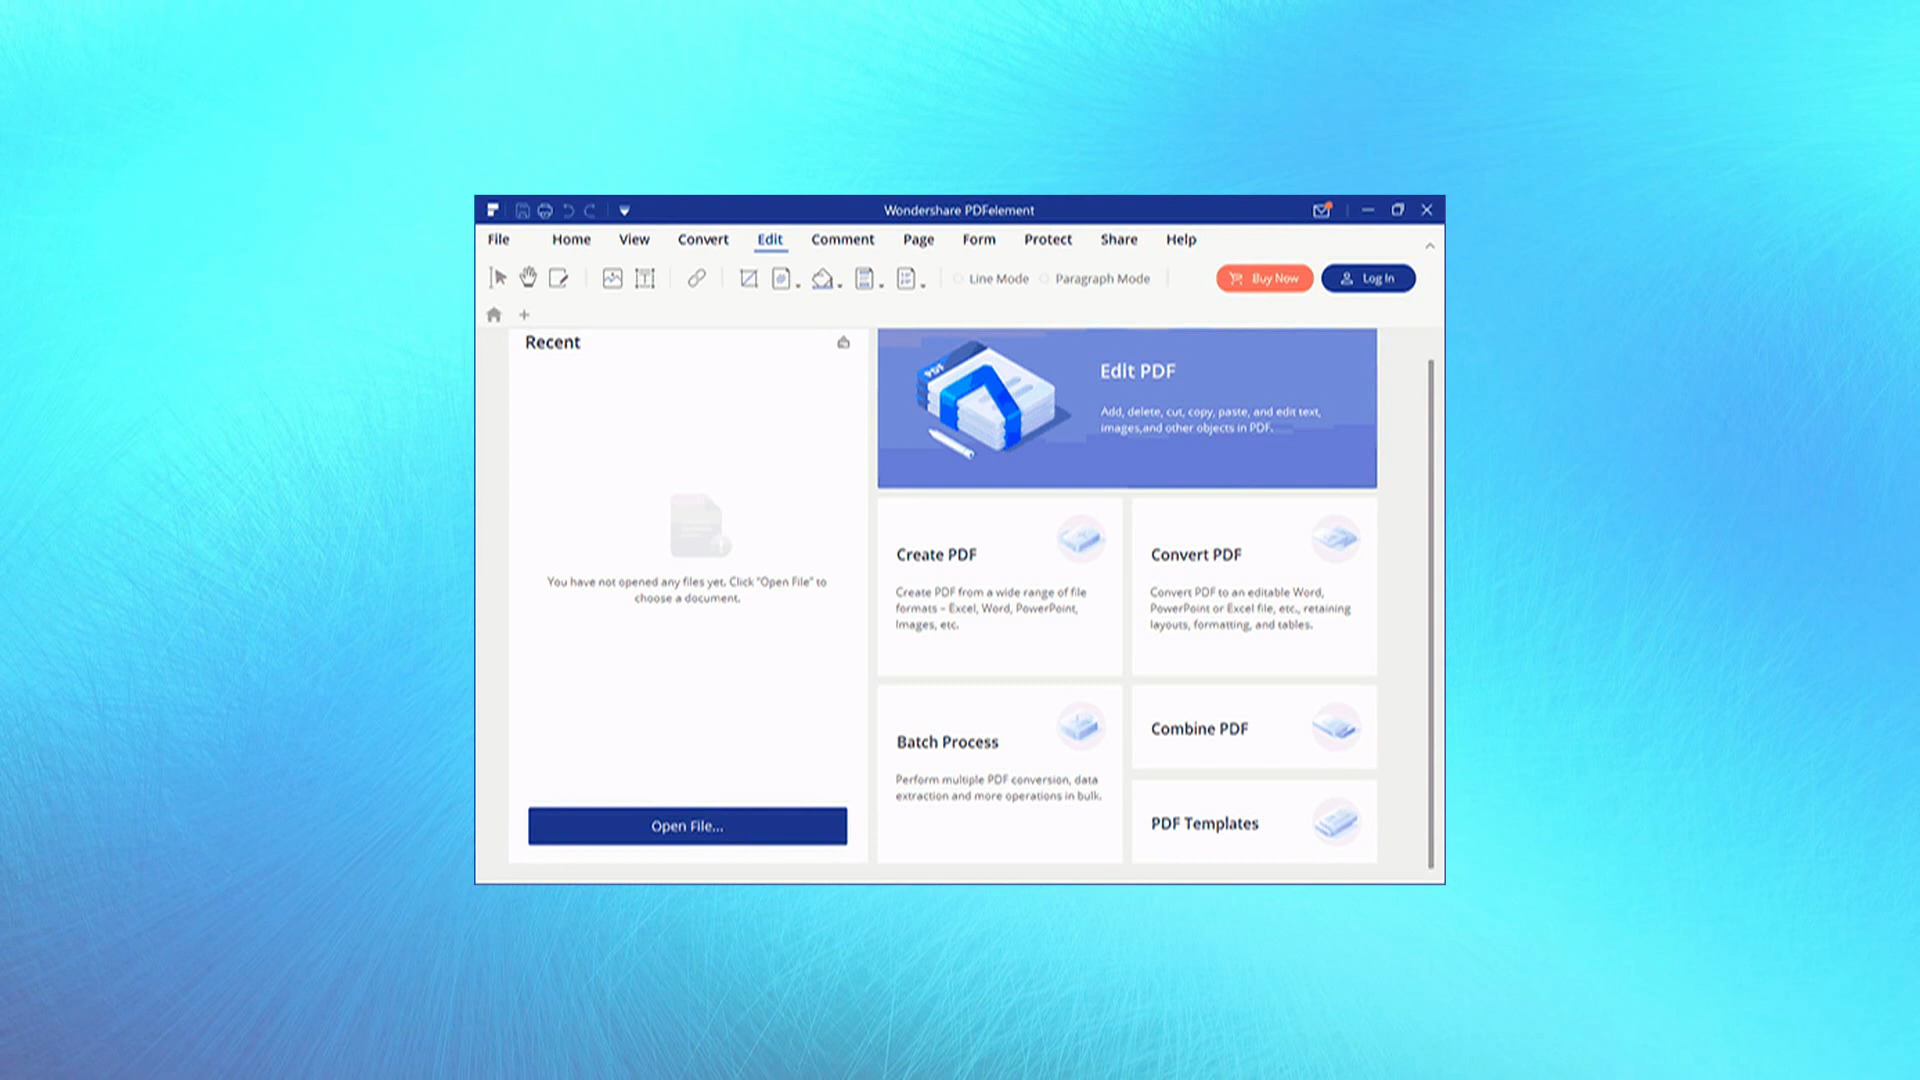 Wondershare PDFelement
File Home View Convert Edit Comment Page Form Protect Share Help
Line Mode Paragraph Mode Buy Now Log In
Recent
You have not opened any files yet. Click "Open File" to
choose a document.
Open File...
PDF
Edit PDF
Add, delete, cut, copy, paste, and edit text,
images,and other objects in PDF.
Create PDF
Create PDF from a wide range of file
formats – Excel, Word, PowerPoint,
Images, etc.
Convert PDF
Convert PDF to an editable Word,
PowerPoint or Excel file, etc., retaining
layouts, formatting, and tables.
Batch Process
Perform multiple PDF conversion, data
extraction and more operations in bulk.
Combine PDF
PDF Templates